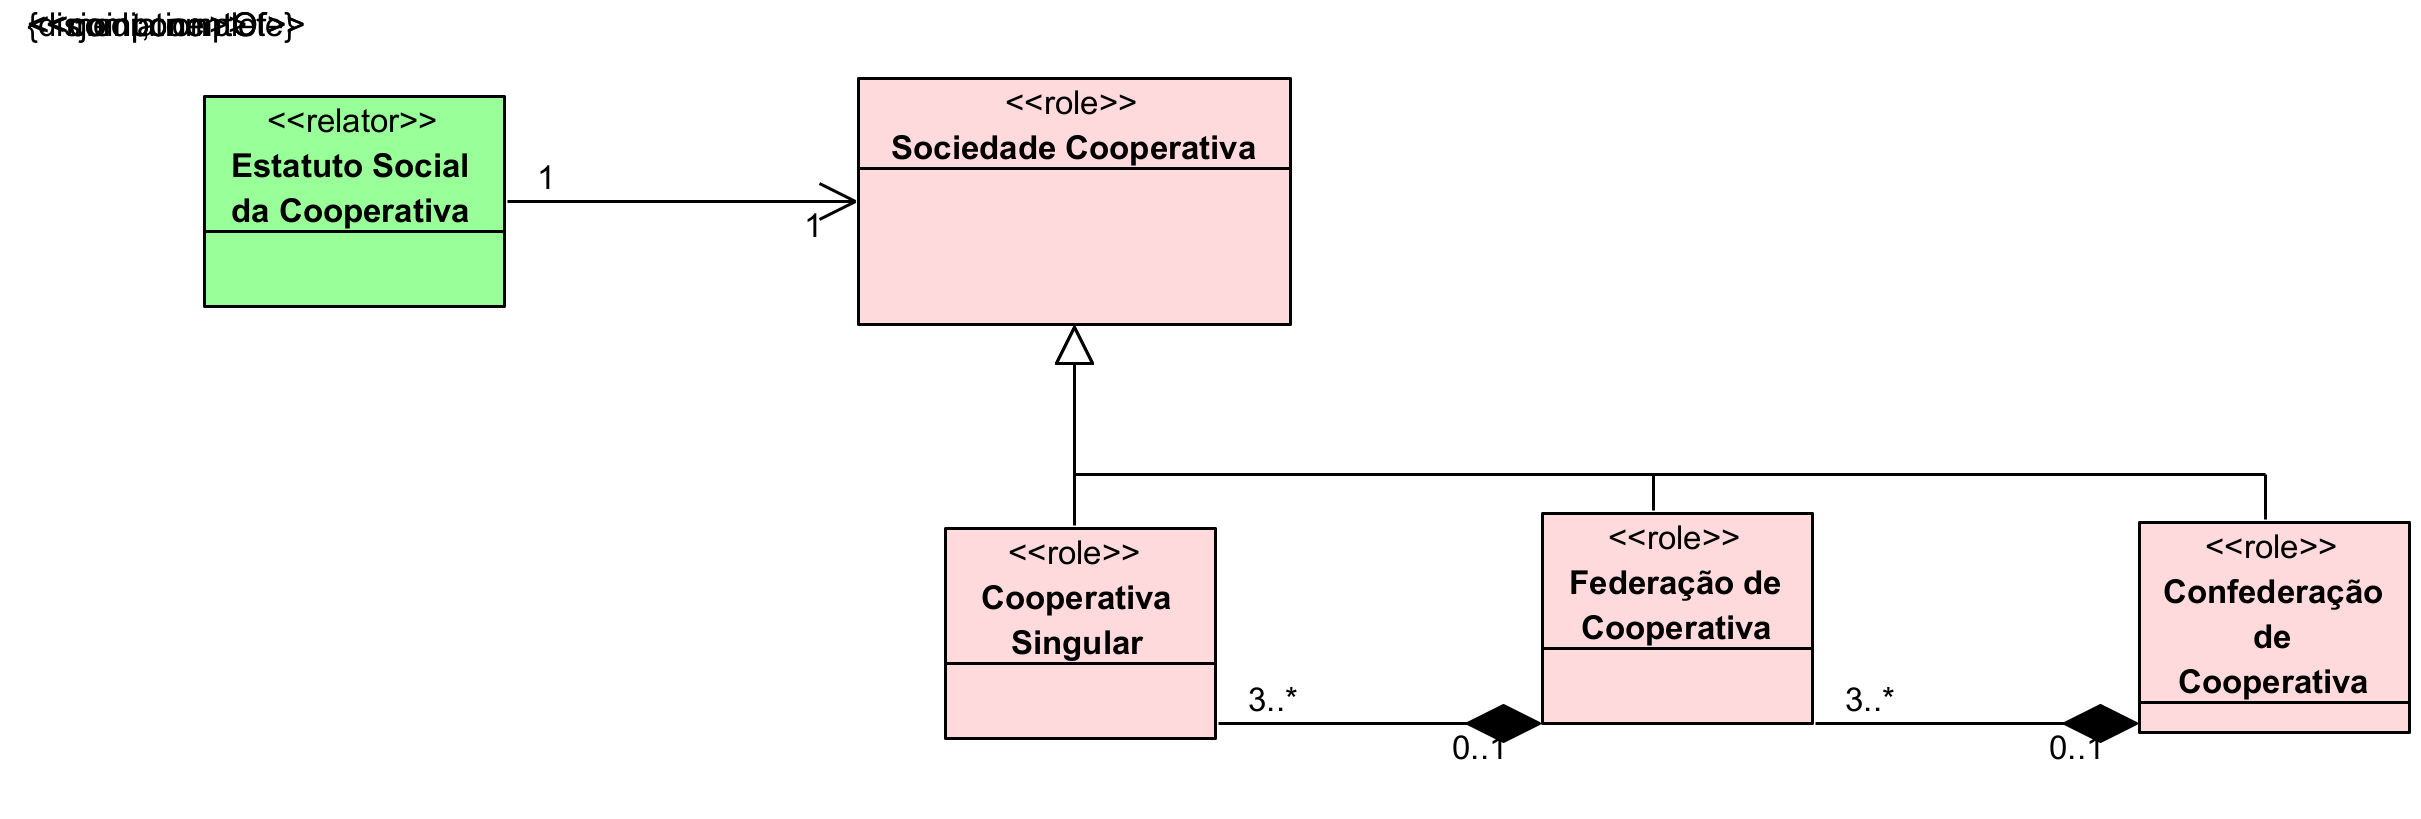 <<relator>>
Estatuto Social
da Cooperativa
1
1
<<role>>
Sociedade Cooperativa
<<role>>
Cooperativa
Singular
3..*
0..1
<<role>>
Federação de
Cooperativa
3..*
0..1
<<role>>
Confederação
de
Cooperativa